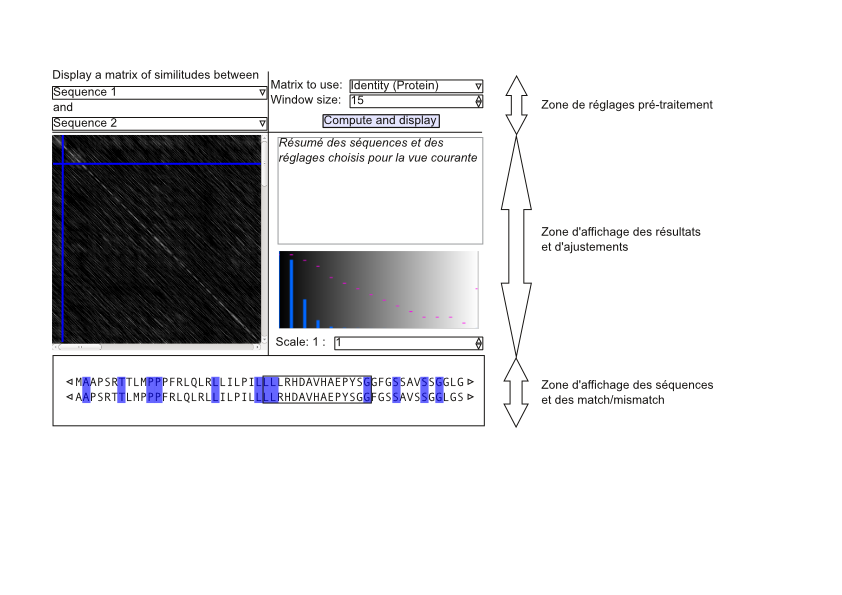 Display a matrix of similitudes between
Sequence 1
and
Sequence 2
Matrix to use: Identity (Protein)
Window size: 15
Compute and display
Zone de réglages pré-traitement
Résumé des séquences et des
réglages choisis pour la vue courante
Zone d'affichage des résultats
et d'ajustements
Scale: 1 : 1
MAAPSRTTLMPPPFRLQLRLLILPILLLLRHDAVHAEPYSGGFGSSAVSSGGLG
AAPSRTTLMPPPFRLQLRLLILPILLLLRHDAVHAEPYSGGFGSSAVSSGGLGS
Zone d'affichage des séquences
et des match/mismatch